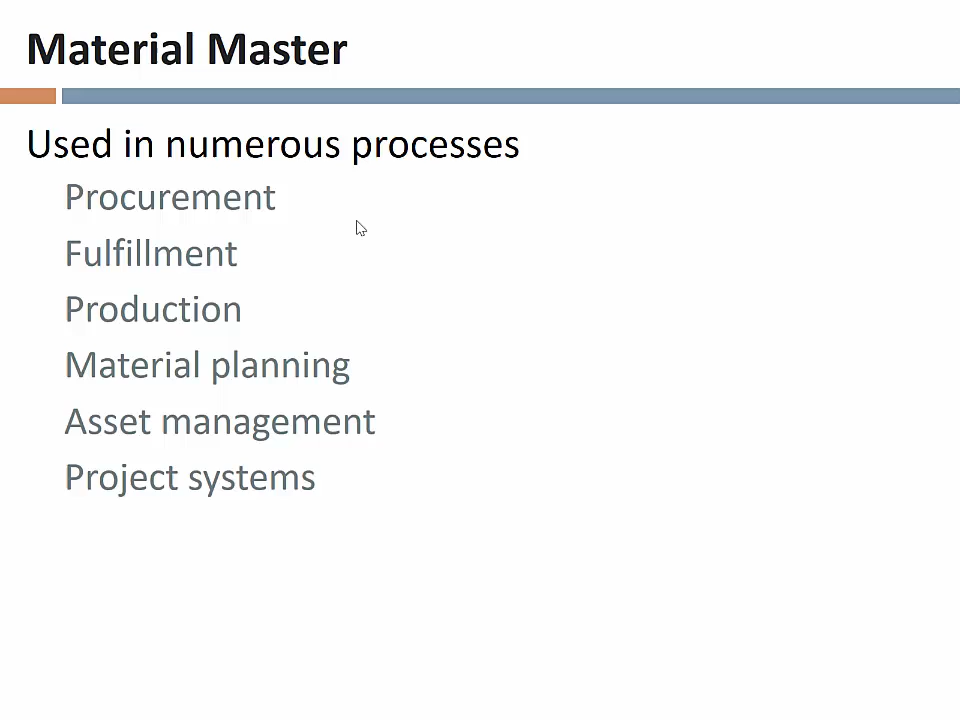 Material Master
Used in numerous processes
Procurement
Fulfillment
Production
Material planning
Asset management
Project systems